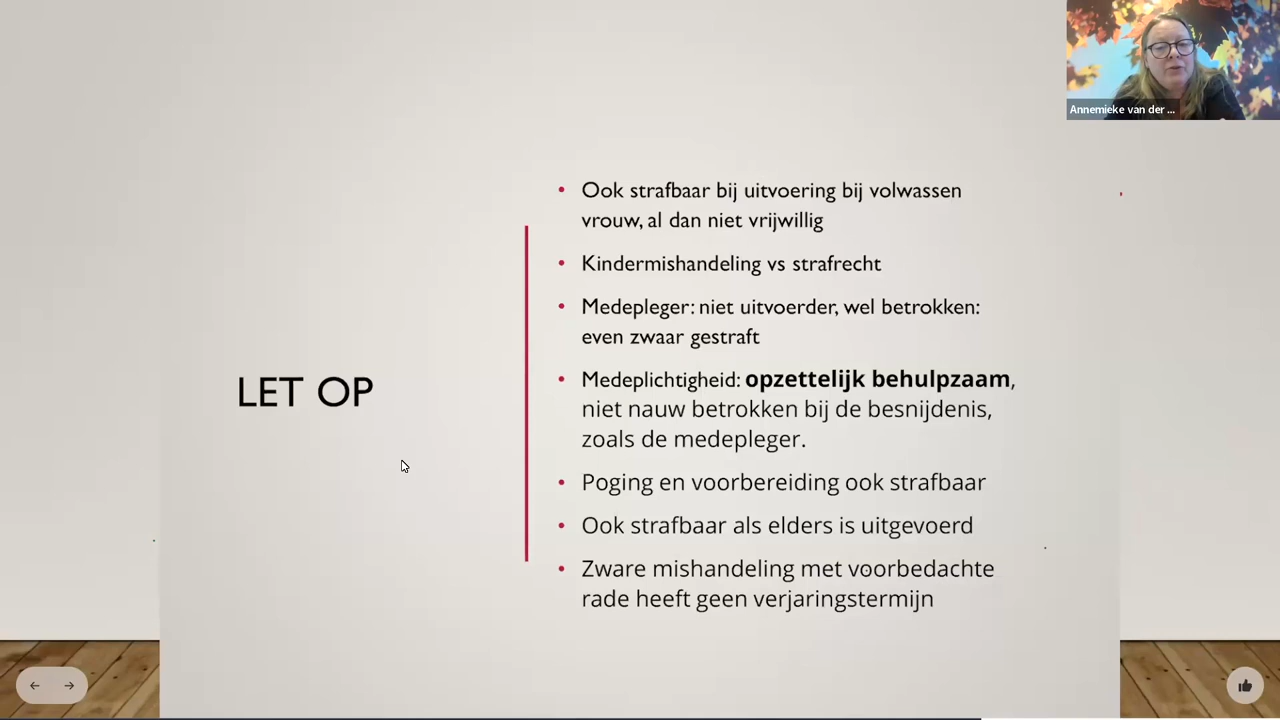 Annemieke van der ...
LET OP
• Ook strafbaar bij uitvoering bij volwassen
vrouw, al dan niet vrijwillig
• Kindermishandeling vs strafrecht
• Medepleger: niet uitvoerder, wel betrokken:
even zwaar gestraft
• Medeplichtigheid: opzettelijk behulpzaam,
niet nauw betrokken bij de besnijdenis,
zoals de medepleger.
• Poging en voorbereiding ook strafbaar
• Ook strafbaar als elders is uitgevoerd
• Zware mishandeling met voorbedachte
rade heeft geen verjaringstermijn